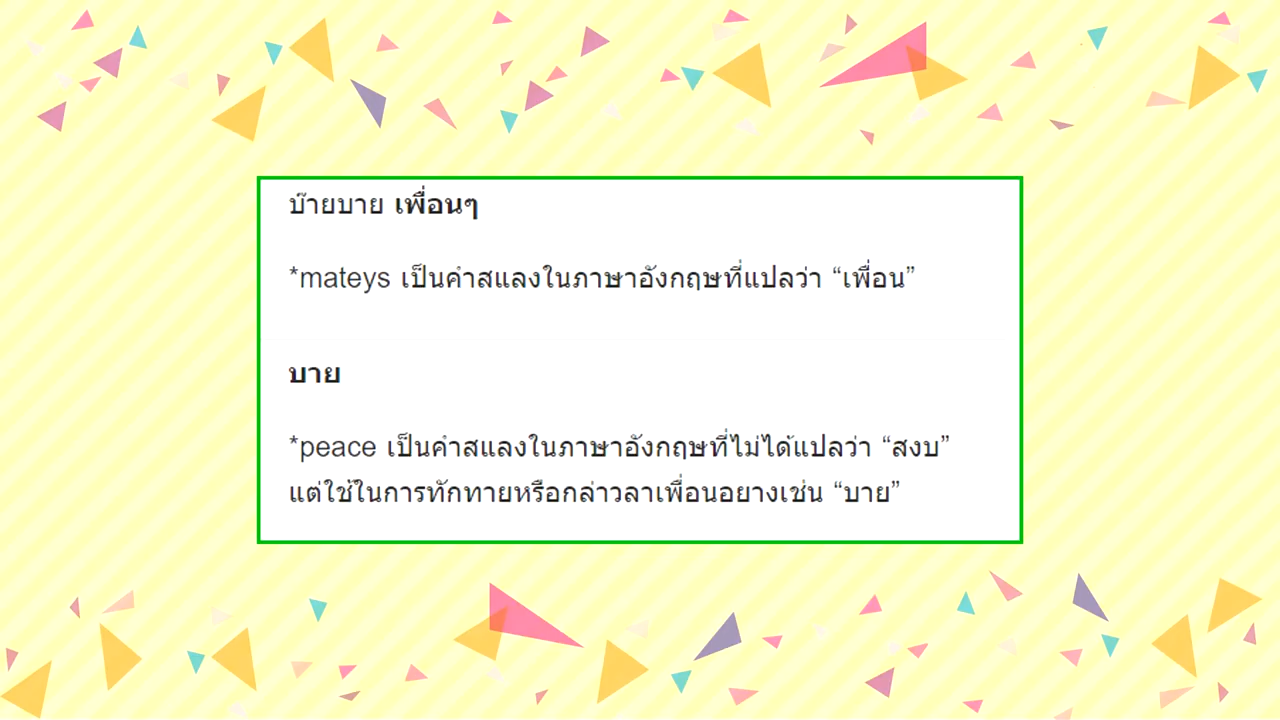 บ๊ายบาย เพื่อนๆ
*mateys เป็นคำสแลงในภาษาอังกฤษที่แปลว่า “เพื่อน”
บาย
*peace เป็นคำสแลงในภาษาอังกฤษที่ไม่ได้แปลว่า “สงบ”
แต่ใช้ในการทักทายหรือกล่าวลาเพื่อนอยางเช่น “บาย”